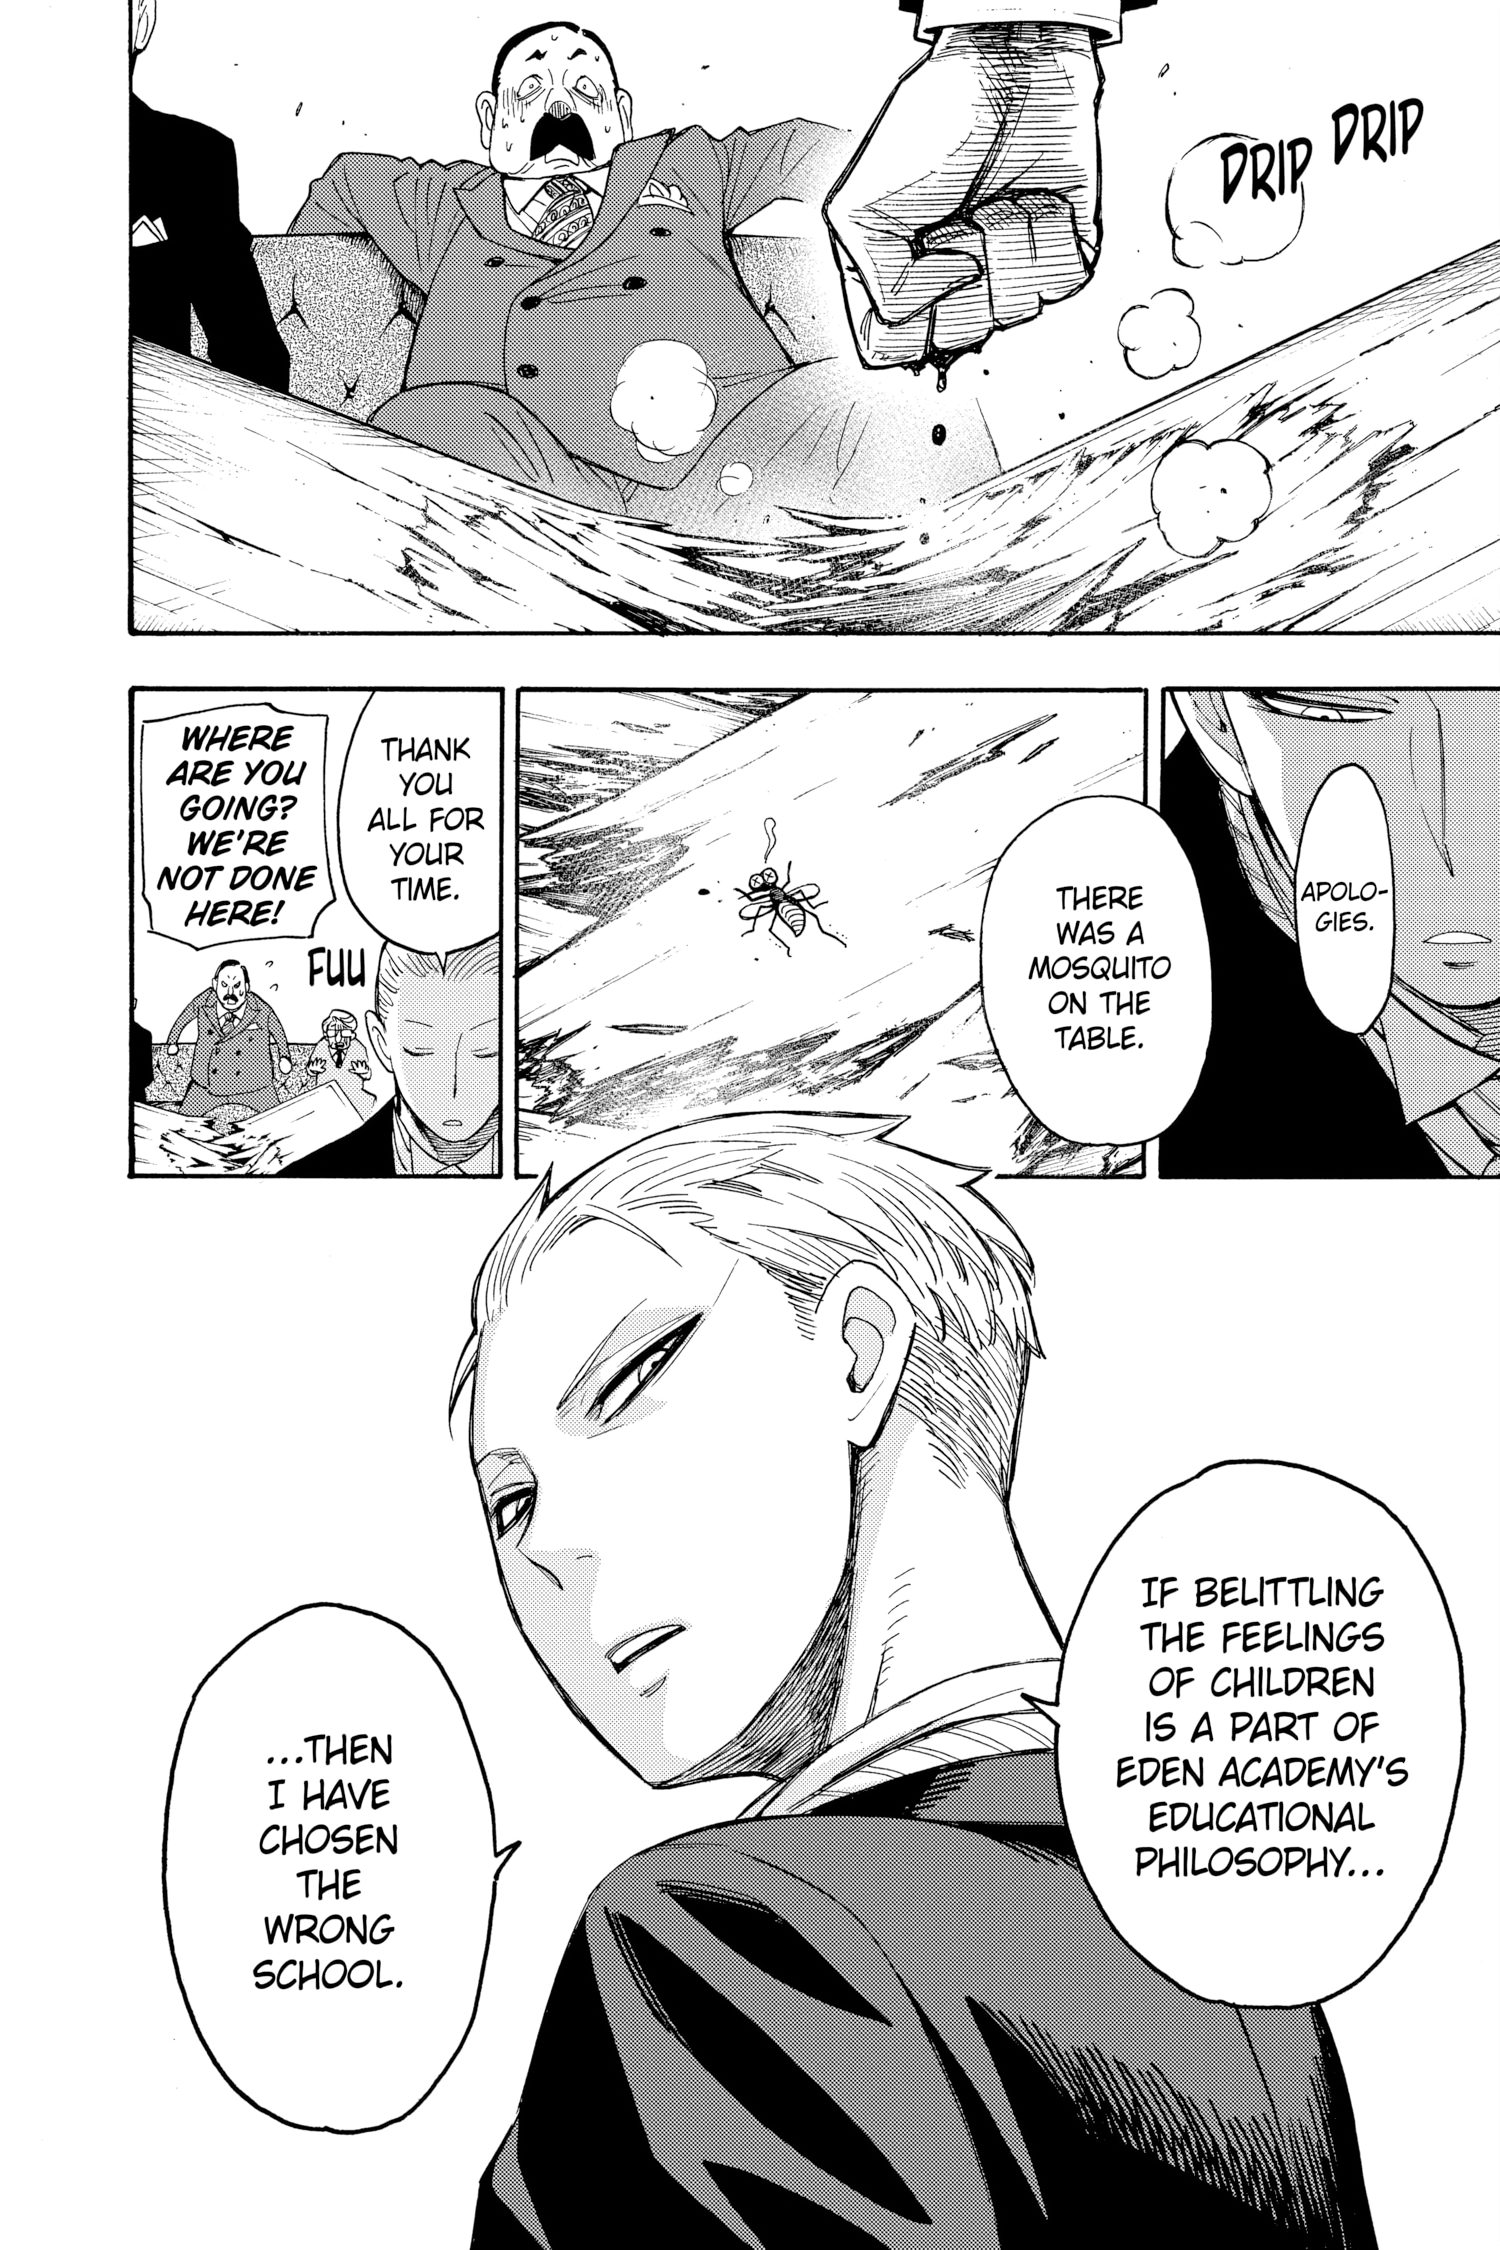 DRIP DRIP
APOLO-
GIES.
THERE
WAS A
MOSQUITO
ON THE
TABLE.
THANK
YOU
ALL FOR
YOUR
TIME.
FUU
WHERE
ARE YOU
GOING?
WE'RE
NOT DONE
HERE!
IF BELITTLING
THE FEELINGS
OF CHILDREN
IS A PART OF
EDEN ACADEMY'S
EDUCATIONAL
PHILOSOPHY...
...THEN
I HAVE
CHOSEN
THE
WRONG
SCHOOL.